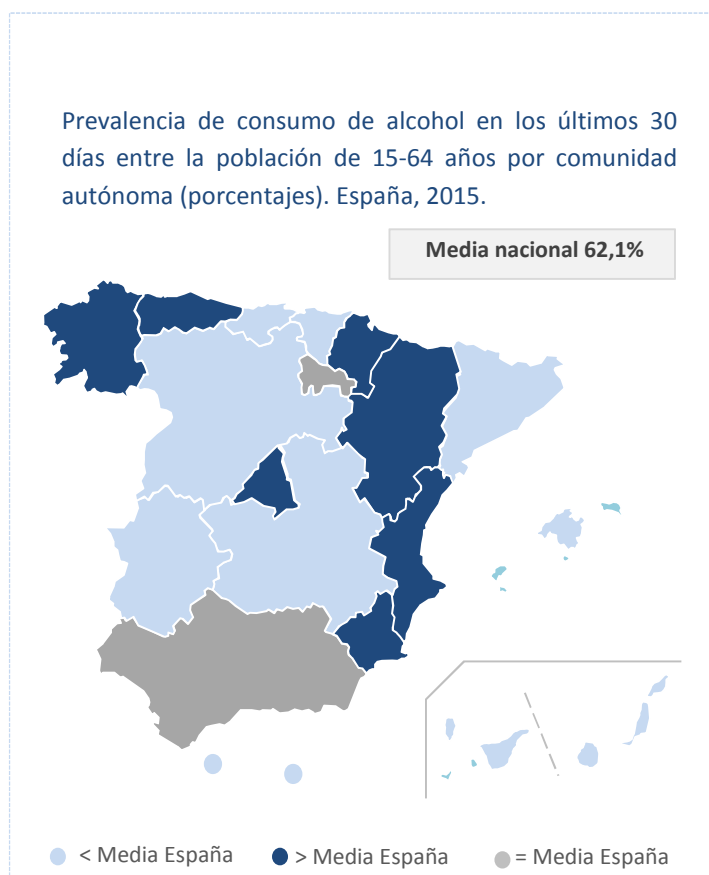 Prevalencia de consumo de alcohol en los últimos 30
días entre la población de 15-64 años por comunidad
autónoma (porcentajes). España, 2015.
Media nacional 62,1%
< Media España
> Media España
= Media España